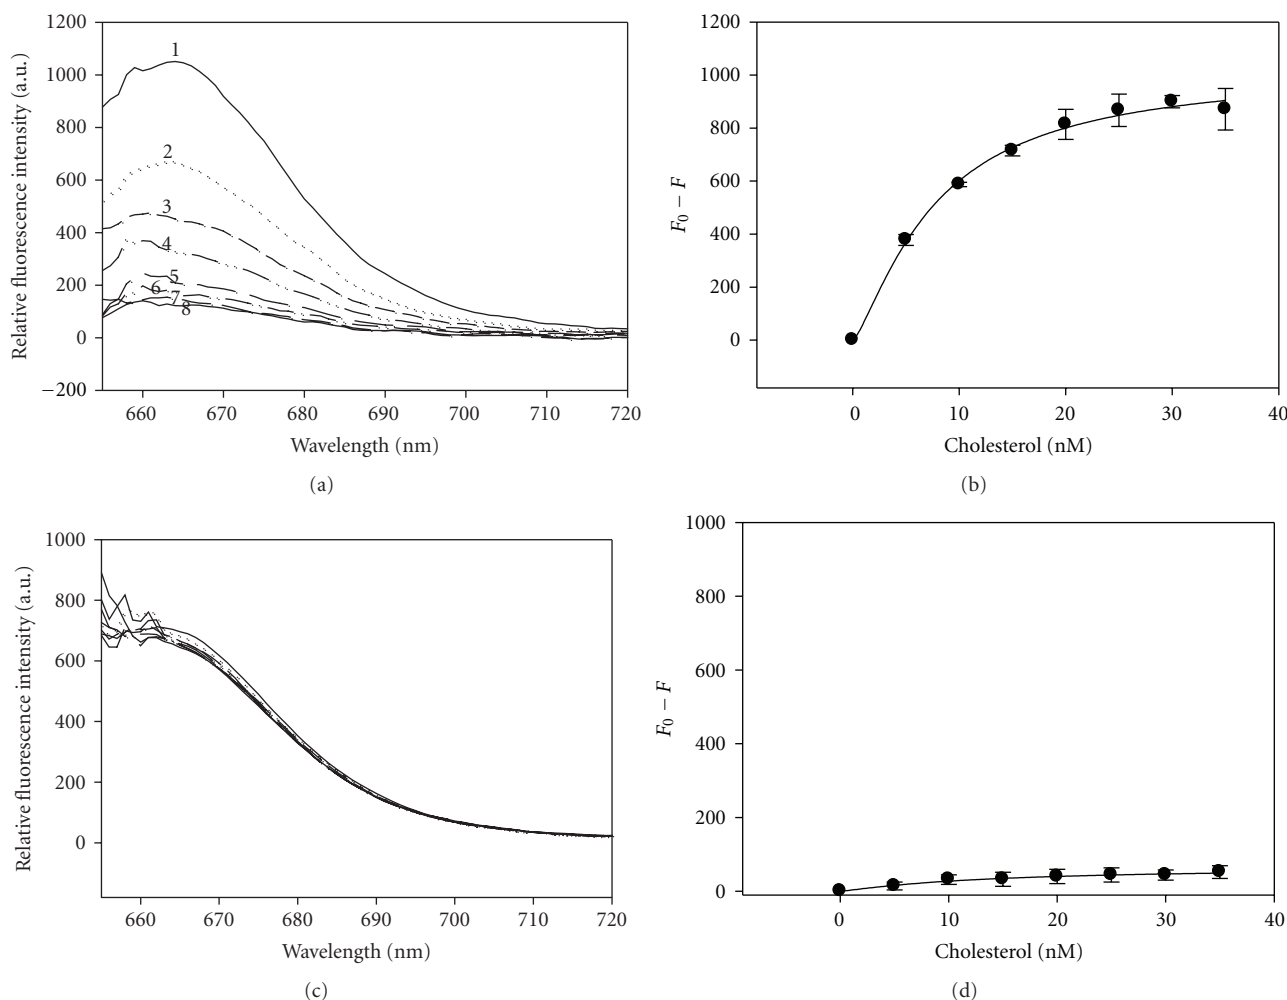 1200
1000
800
600
400
200
0
−200
660 670 680 690 700 710 720
Relative fluorescence intensity (a.u.)
Wavelength (nm)
1
2
3
4
5
6
7
8
(a)
1200
1000
800
600
400
200
0
0 10 20 30 40
F0 − F
Cholesterol (nM)
(b)
1000
800
600
400
200
0
660 670 680 690 700 710 720
Relative fluorescence intensity (a.u.)
Wavelength (nm)
(c)
1000
800
600
400
200
0
0 10 20 30 40
F0 − F
Cholesterol (nM)
(d)